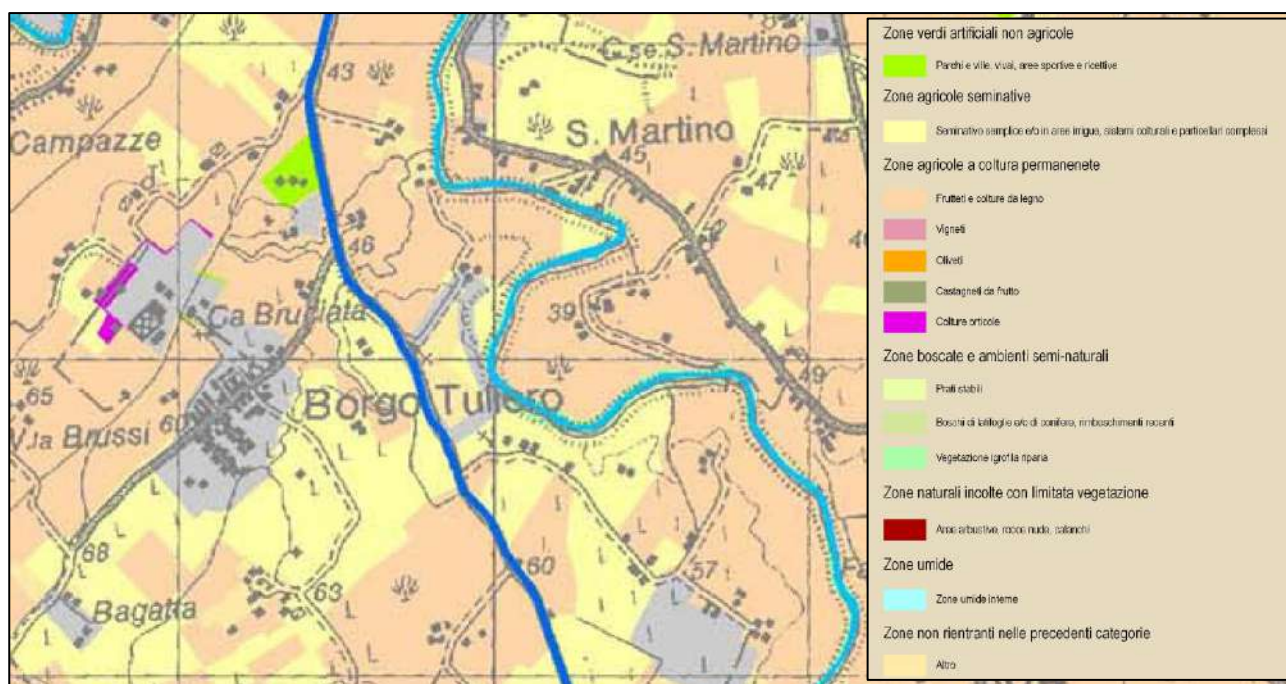 43
C.se S. Martino
Campazze
S. Martino
45
47
46
Ca Bruciata
39
49
65
Borgo Tuliero
V.la Brussi
60
68
63
60
57
Bagatta
Zone verdi artificiali non agricole
Parchi e ville, vivai, aree sportive e ricettive
Zone agricole seminative
Seminativo semplice e/o in aree irrigue, sistemi colturali e particellari complessi
Zone agricole a coltura permanenete
Frutteti e colture da legno
Vigneti
Oliveti
Castagneti da frutto
Colture orticole
Zone boscate e ambienti semi-naturali
Prati stabili
Boschi di latifoglie e/o di conifere, rimboschimenti recenti
Vegetazione igrofila riparia
Zone naturali incolte con limitata vegetazione
Aree arbustive, rocce nude, calanchi
Zone umide
Zone umide interne
Zone non rientranti nelle precedenti categorie
Altro